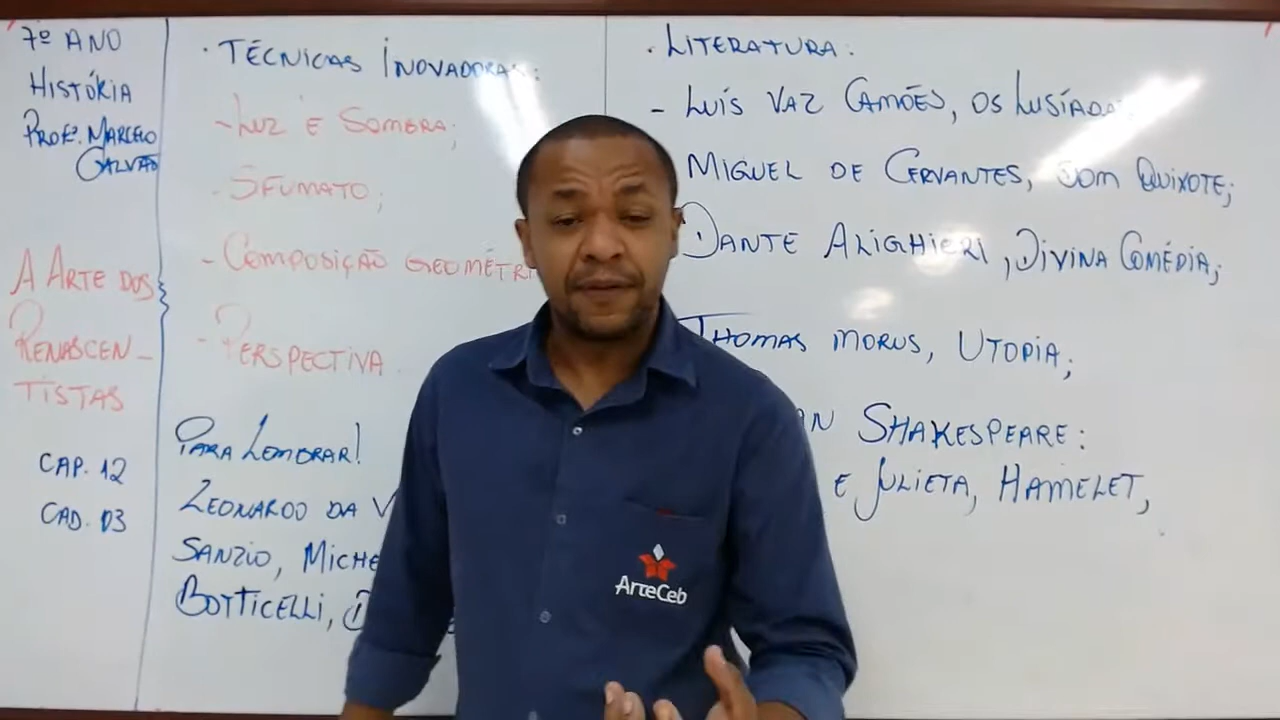 7º ANO
HISTÓRIA
PROFº. MARCELO
GALVÃO
A ARTE DOS
RENASCEN-
TISTAS
CAP. 12
CAD. 03
· TÉCNICAS INOVADORAS:
- LUZ E SOMBRA;
- SFUMATO;
- COMPOSIÇÃO GEOMÉTRI
- PERSPECTIVA.
PARA LEMBRAR!
LEONARDO DA V
SANZIO, MICHE
BOTTICELLI,
· LITERATURA:
- LUÍS VAZ CAMÕES, OS LUSÍADA
MIGUEL DE CERVANTES, DOM QUIXOTE;
DANTE ALIGHIERI, DIVINA COMÉDIA;
THOMAS MORUS, UTOPIA;
SHAKESPEARE:
E JULIETA, HAMELET,
ArteCeb